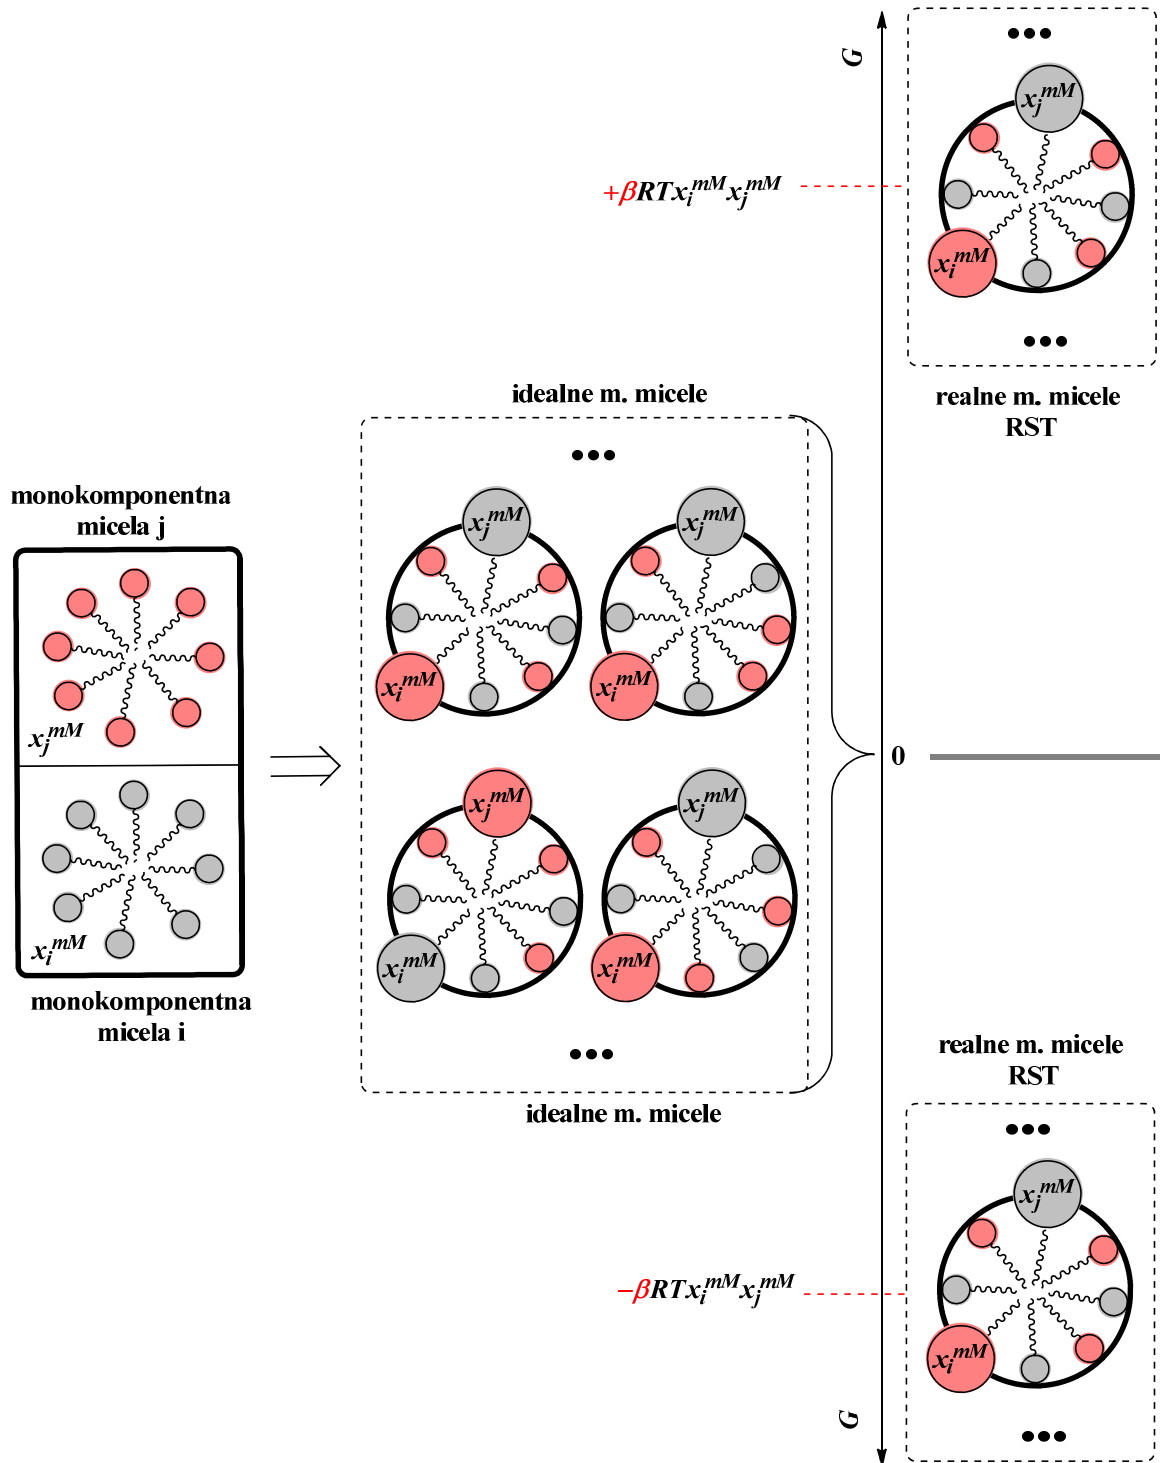 G
x_j^{mM}
x_i^{mM}
+βRTx_i^{mM}x_j^{mM}
realne m. micele
RST
idealne m. micele
monokomponentna
micela j
x_j^{mM}
x_i^{mM}
monokomponentna
micela i
x_j^{mM}
x_j^{mM}
x_i^{mM}
x_i^{mM}
x_j^{mM}
x_j^{mM}
x_i^{mM}
x_i^{mM}
idealne m. micele
0
realne m. micele
RST
x_j^{mM}
−βRTx_i^{mM}x_j^{mM}
x_i^{mM}
G